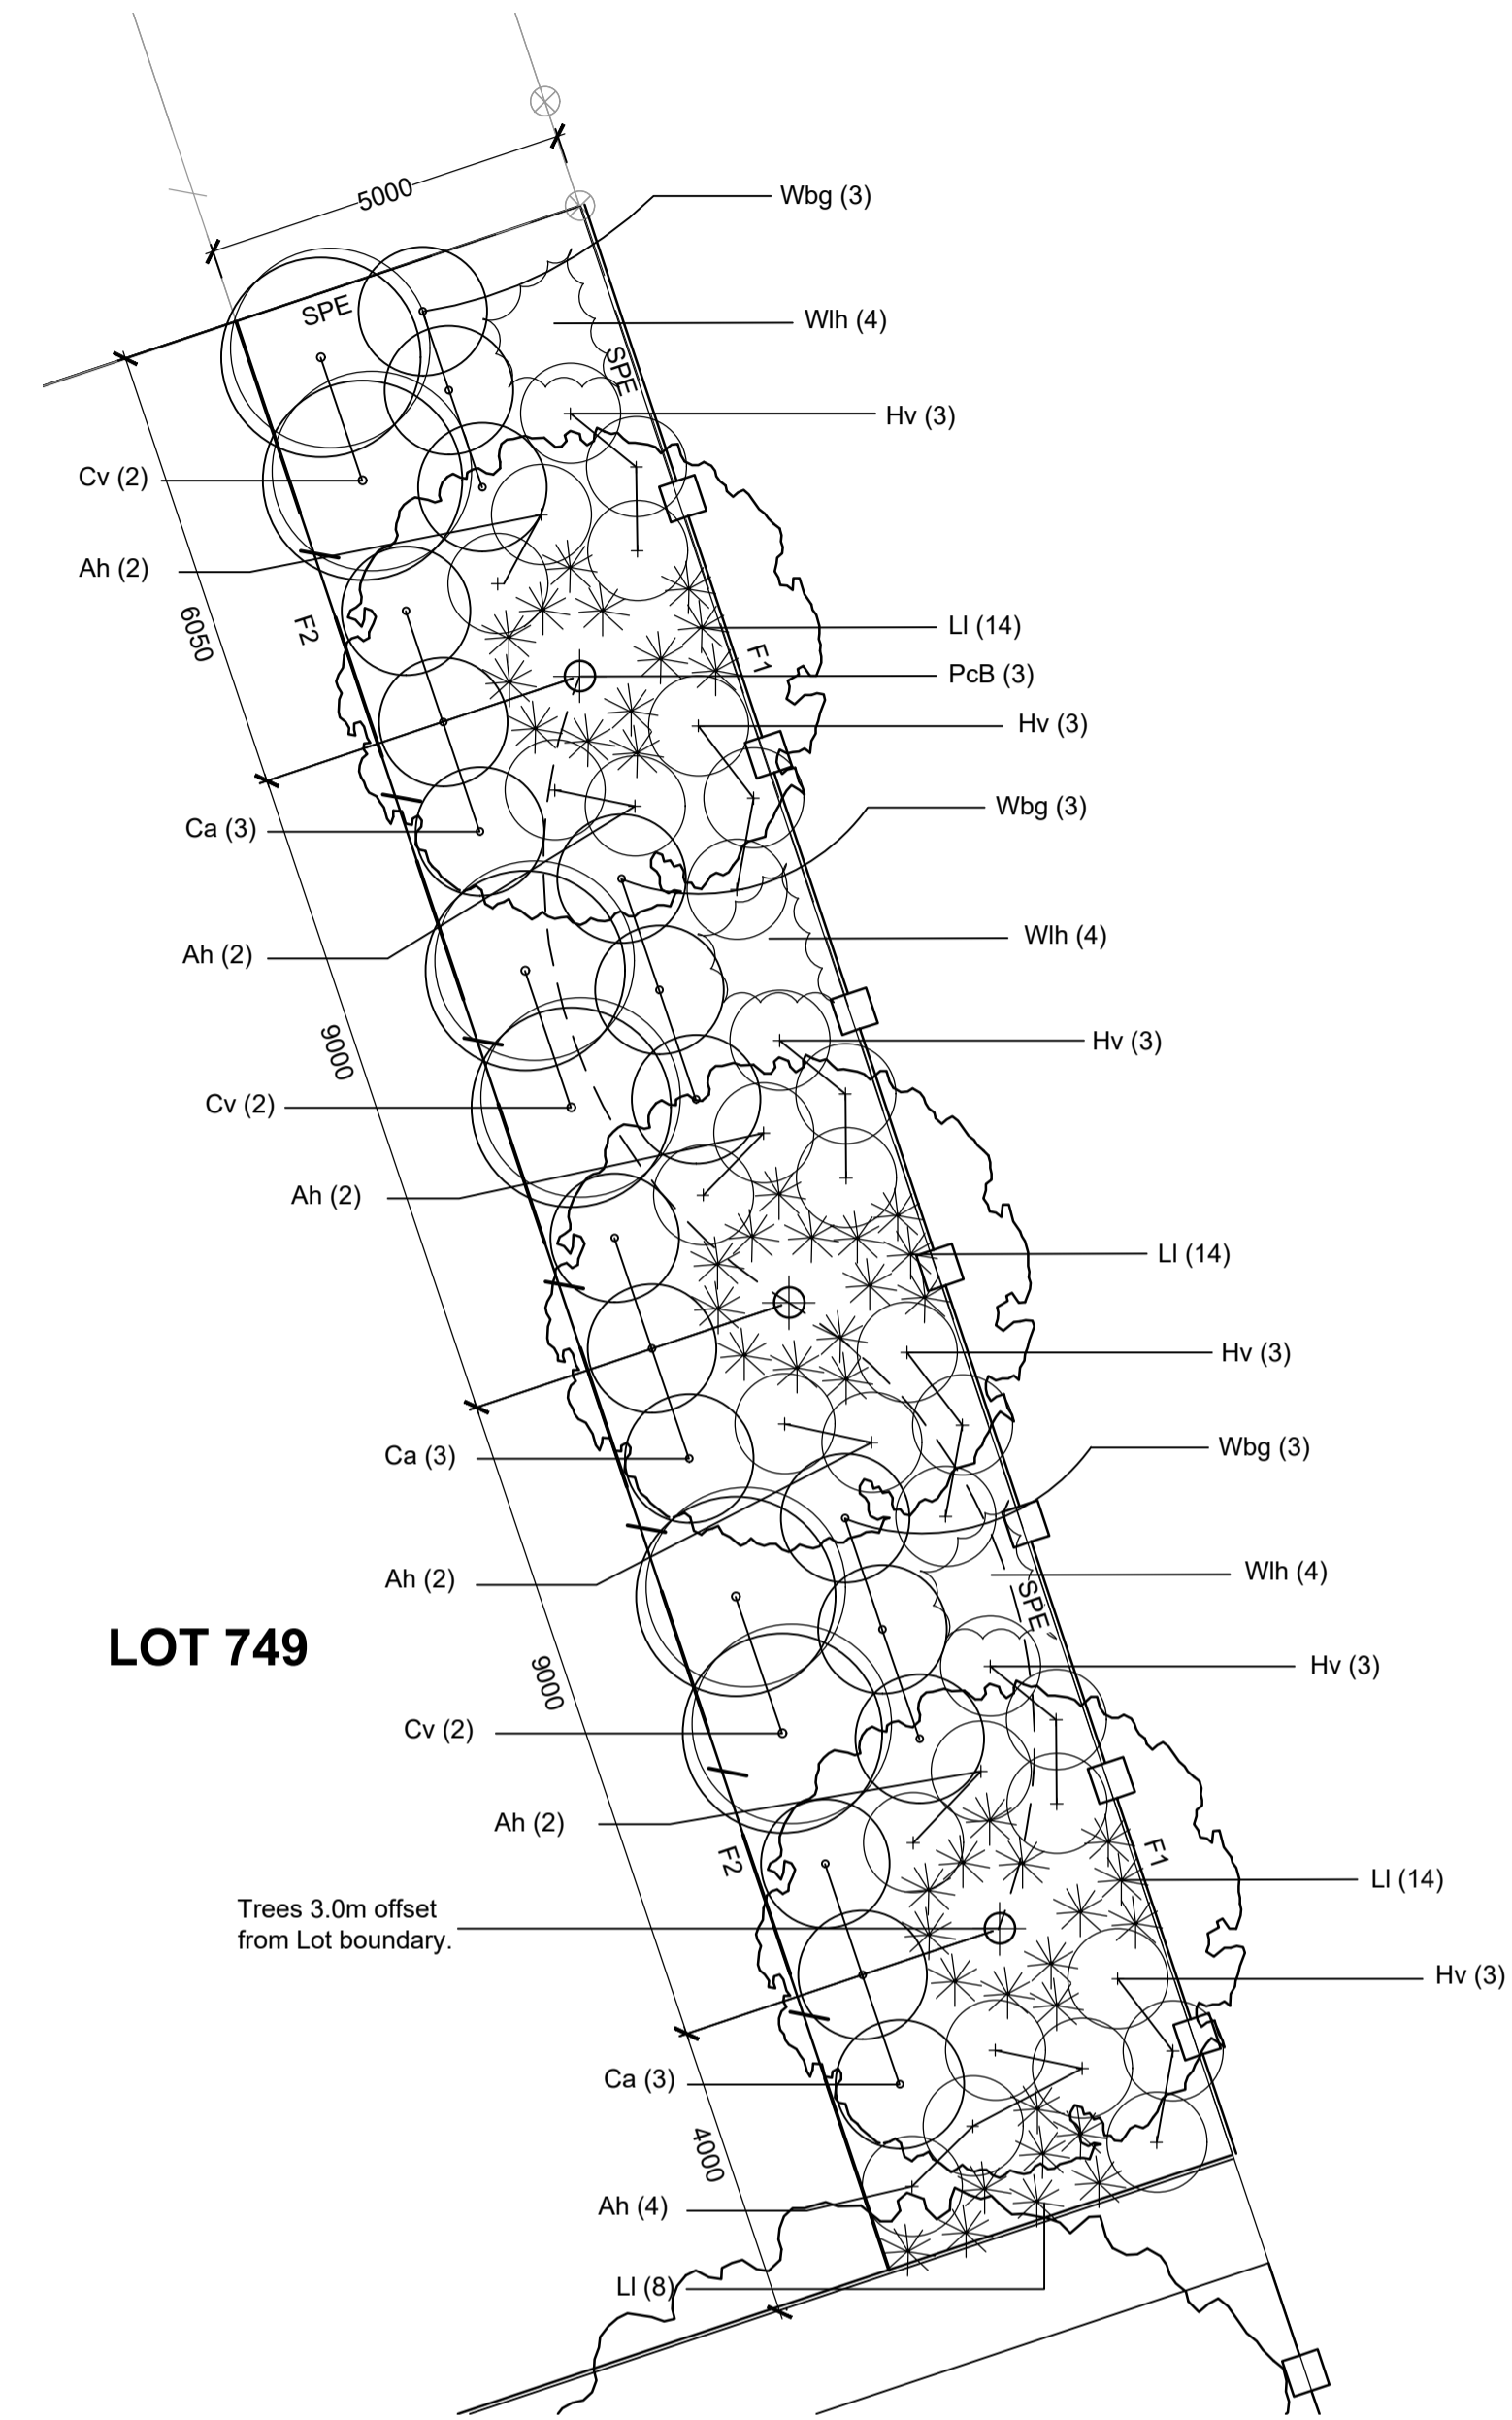 5000
Wbg (3)
SPE
Wlh (4)
SPE
Hv (3)
Cv (2)
Ah (2)
6050
F2
Ll (14)
F1
PcB (3)
Hv (3)
Wbg (3)
Ca (3)
Wlh (4)
Ah (2)
9000
Hv (3)
Cv (2)
Ah (2)
Ll (14)
Hv (3)
Wbg (3)
Ca (3)
Wlh (4)
Ah (2)
SPE
LOT 749
Hv (3)
9000
Cv (2)
Ah (2)
F2
F1
Ll (14)
Trees 3.0m offset
from Lot boundary.
Hv (3)
Ca (3)
4000
Ah (4)
Ll (8)